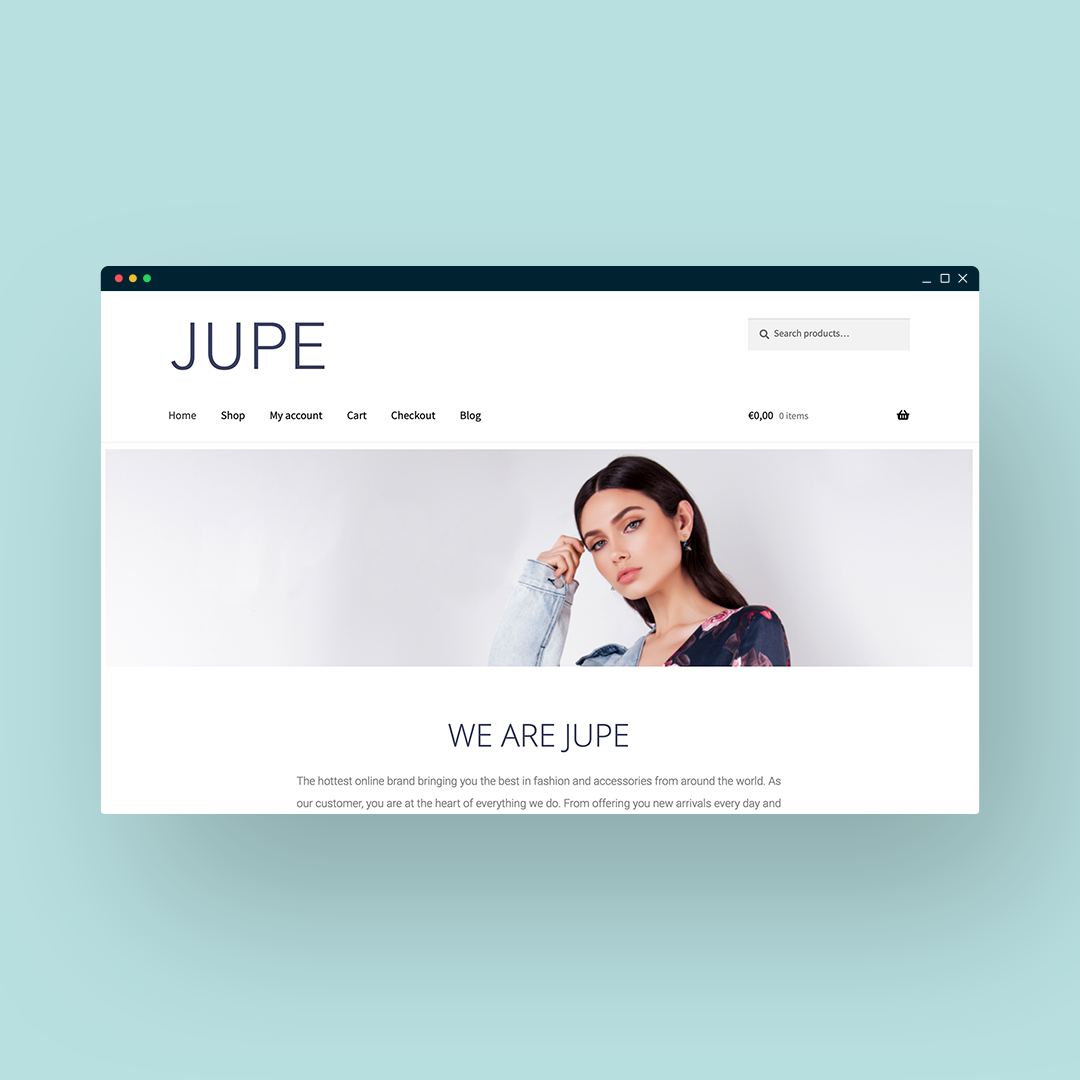 JUPE
Search products...
Home Shop My account Cart Checkout Blog
€0,00 0 items
WE ARE JUPE
The hottest online brand bringing you the best in fashion and accessories from around the world. As
our customer, you are at the heart of everything we do. From offering you new arrivals every day and